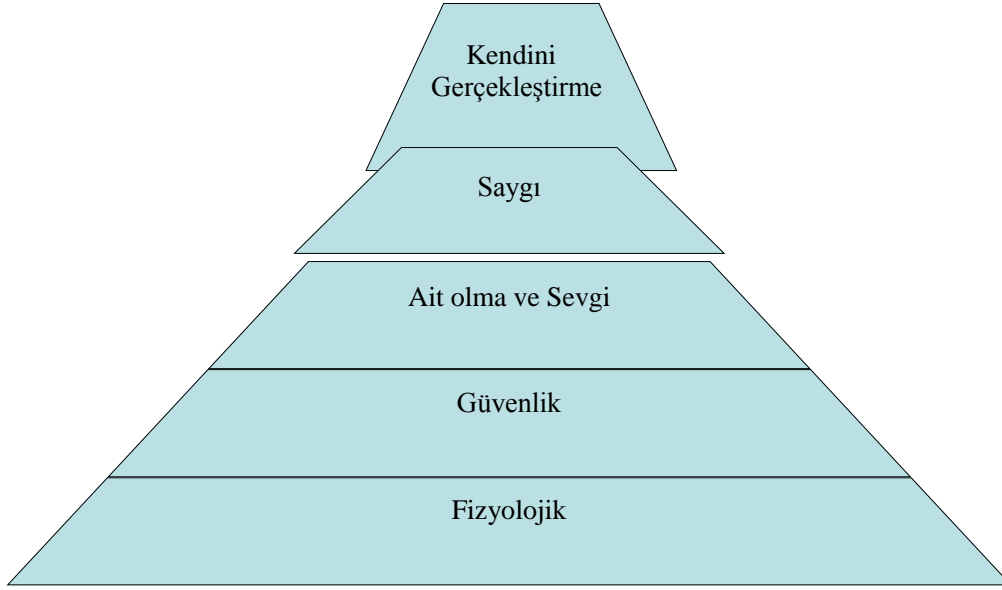 Kendini
Gerçekleştirme
Saygı
Ait olma ve Sevgi
Güvenlik
Fizyolojik